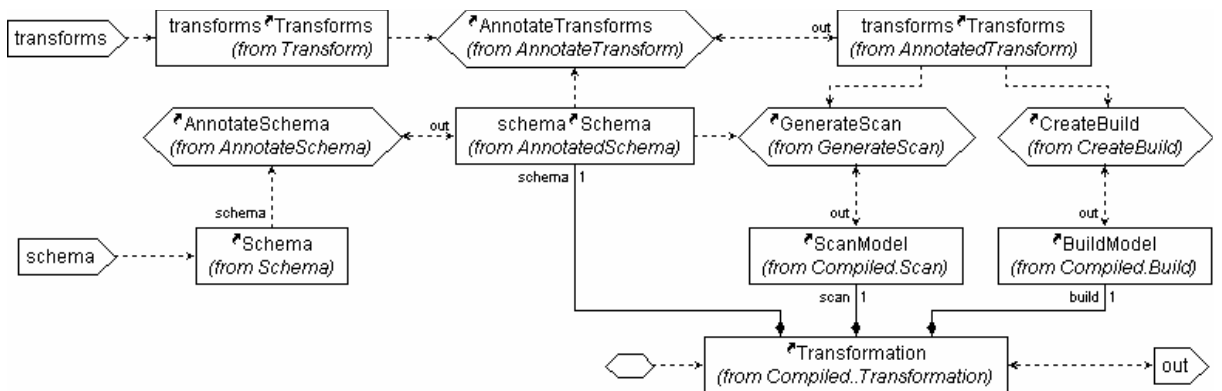 transforms
transforms Transforms
(from Transform)
AnnotateTransforms
(from AnnotateTransform)
out
transforms Transforms
(from AnnotatedTransform)
AnnotateSchema
(from AnnotateSchema)
out
schema Schema
(from AnnotatedSchema)
GenerateScan
(from GenerateScan)
CreateBuild
(from CreateBuild)
schema 1
schema
out
out
schema
Schema
(from Schema)
ScanModel
(from Compiled.Scan)
BuildModel
(from Compiled.Build)
scan 1
build 1
Transformation
(from Compiled..Transformation)
out